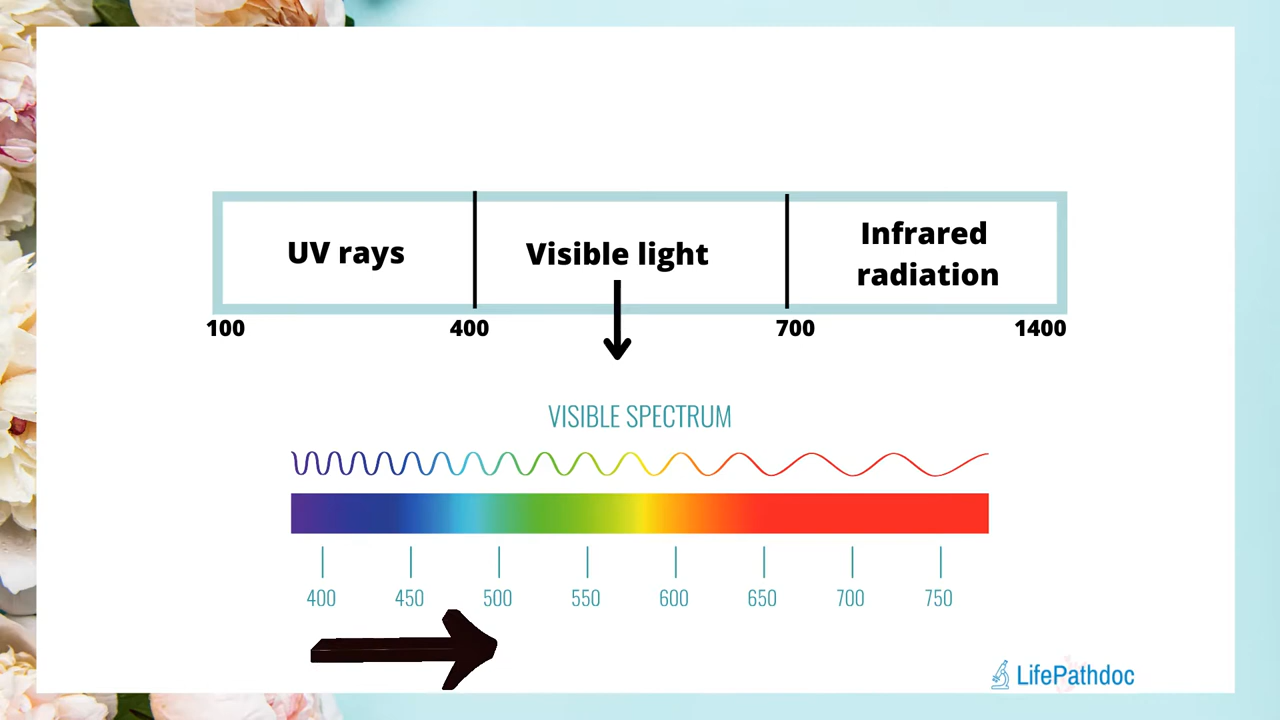 UV rays
Visible light
Infrared
radiation
100 400 700 1400
VISIBLE SPECTRUM
400 450 500 550 600 650 700 750
LifePathdoc